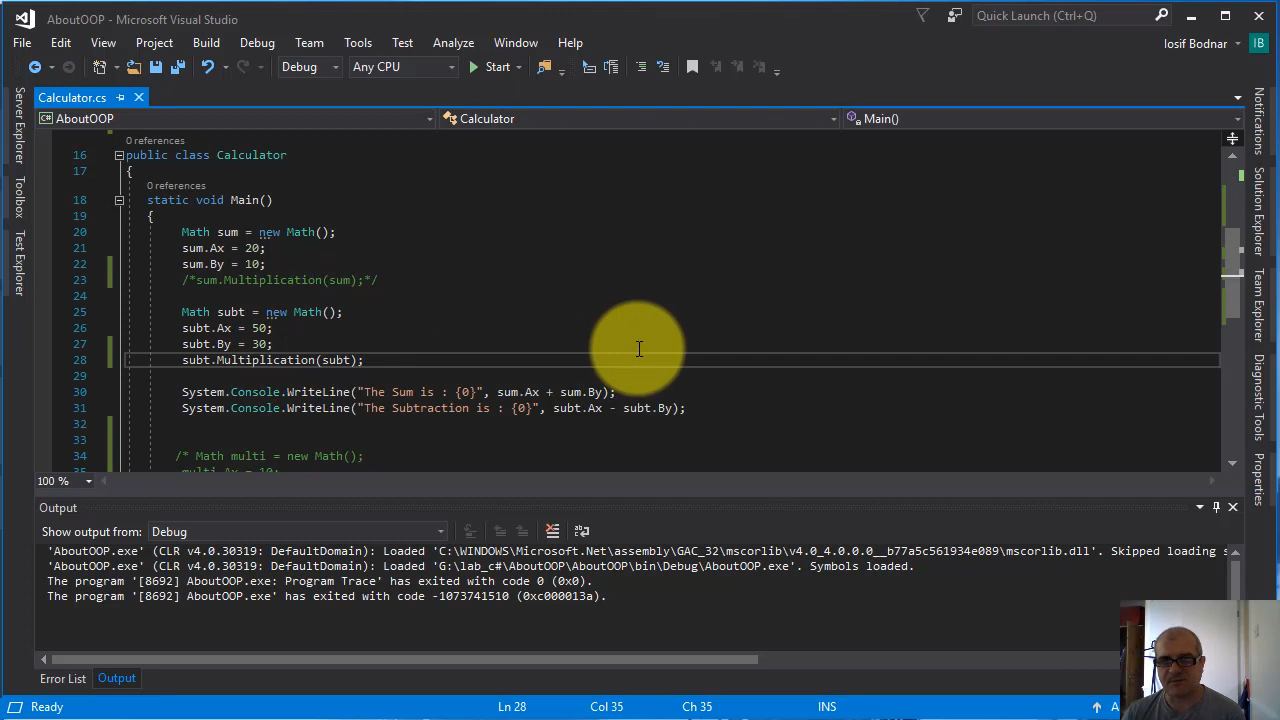 AboutOOP - Microsoft Visual Studio
Quick Launch (Ctrl+Q)
File Edit View Project Build Debug Team Tools Test Analyze Window Help
Iosif Bodnar IB
Debug Any CPU Start
Calculator.cs
AboutOOP Calculator Main()
0 references
16 public class Calculator
17 {
0 references
18 static void Main()
19 {
20 Math sum = new Math();
21 sum.Ax = 20;
22 sum.By = 10;
23 /*sum.Multiplication(sum);*/
24
25 Math subt = new Math();
26 subt.Ax = 50;
27 subt.By = 30;
28 subt.Multiplication(subt);
29
30 System.Console.WriteLine("The Sum is : {0}", sum.Ax + sum.By);
31 System.Console.WriteLine("The Subtraction is : {0}", subt.Ax - subt.By);
32
33
34 /* Math multi = new Math();
35 multi.Ax = 10;
100 %
Output
Show output from: Debug
'AboutOOP.exe' (CLR v4.0.30319: DefaultDomain): Loaded 'C:\WINDOWS\Microsoft.Net\assembly\GAC_32\mscorlib\v4.0_4.0.0.0__b77a5c561934e089\mscorlib.dll'. Skipped loading s
'AboutOOP.exe' (CLR v4.0.30319: DefaultDomain): Loaded 'G:\lab_c#\AboutOOP\AboutOOP\bin\Debug\AboutOOP.exe'. Symbols loaded.
The program '[8692] AboutOOP.exe: Program Trace' has exited with code 0 (0x0).
The program '[8692] AboutOOP.exe' has exited with code -1073741510 (0xc000013a).
Error List Output
Ready Ln 28 Col 35 Ch 35 INS
Server Explorer
Toolbox
Test Explorer
Notifications
Solution Explorer
Team Explorer
Diagnostic Tools
Properties